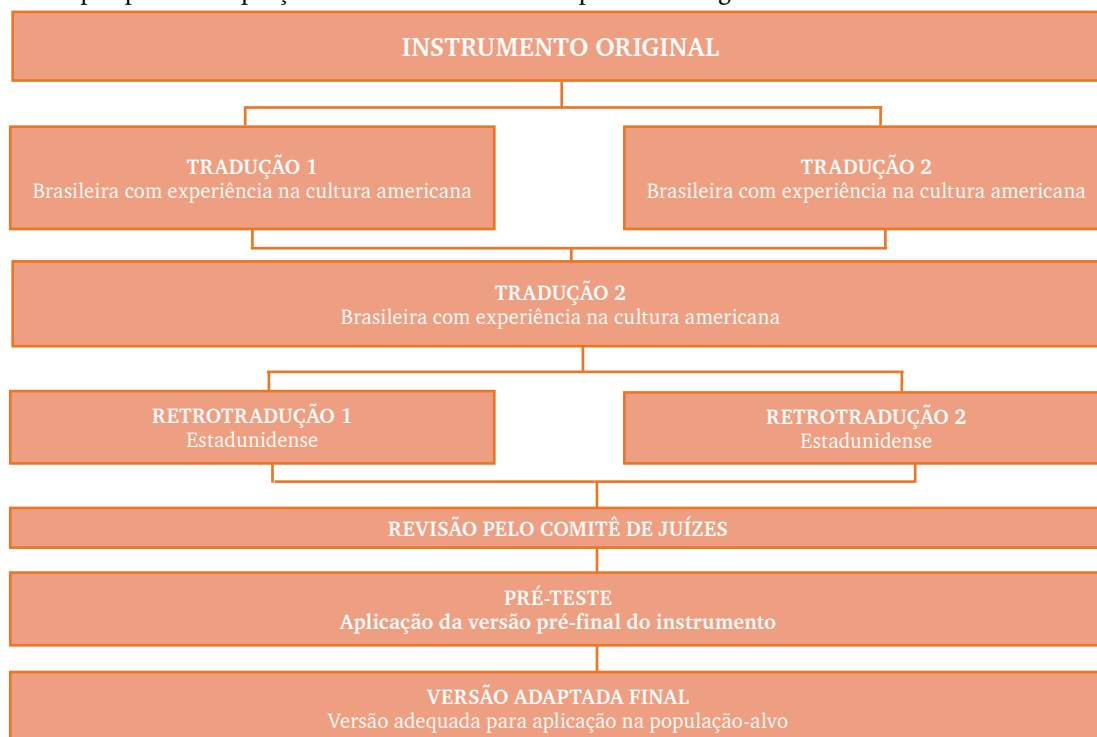 INSTRUMENTO ORIGINAL
TRADUÇÃO 1
Brasileira com experiência na cultura americana
TRADUÇÃO 2
Brasileira com experiência na cultura americana
TRADUÇÃO 2
Brasileira com experiência na cultura americana
RETROTRADUÇÃO 1
Estadunidense
RETROTRADUÇÃO 2
Estadunidense
REVISÃO PELO COMITÊ DE JUÍZES
PRÉ-TESTE
Aplicação da versão pré-final do instrumento
VERSÃO ADAPTADA FINAL
Versão adequada para aplicação na população-alvo